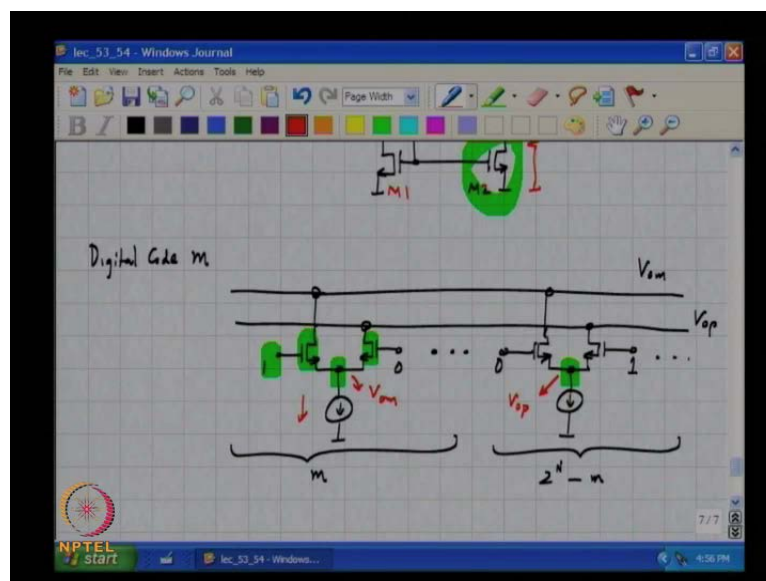 lec_53_54 - Windows Journal
File Edit View Insert Actions Tools Help
Page Width
B I
M1 M2
Digital Code m
Vom
Vop
1 0 0 1
Vom Vop
m 2^N - m
7/7
NPTEL
start lec_53_54 - Windows... 4:56 PM